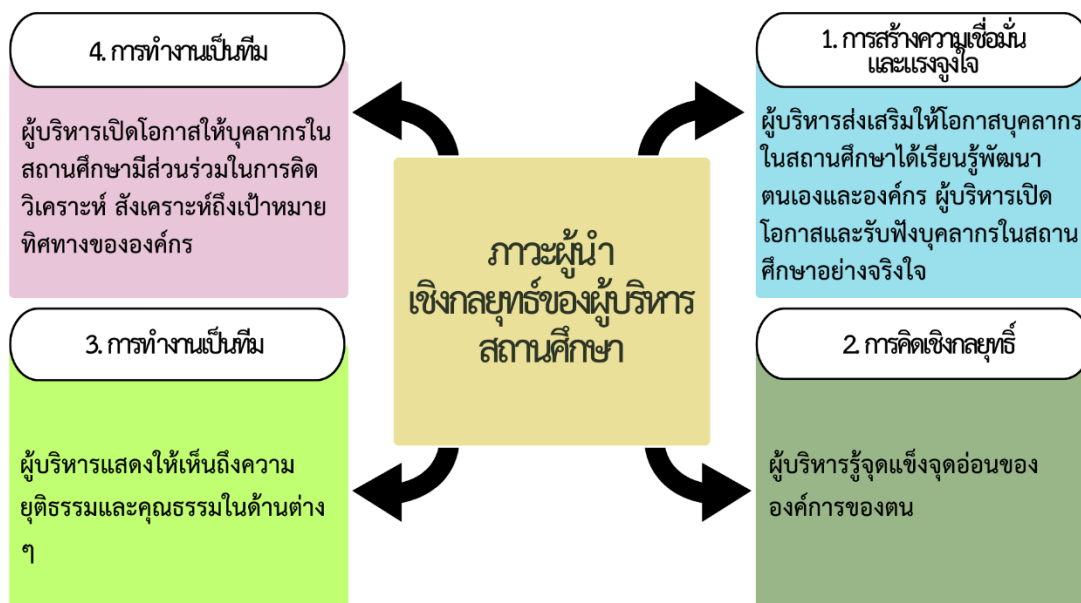 4. การทำงานเป็นทีม
ผู้บริหารเปิดโอกาสให้บุคลากรใน
สถานศึกษามีส่วนร่วมในการคิด
วิเคราะห์ สังเคราะห์ถึงเป้าหมาย
ทิศทางขององค์กร
1. การสร้างความเชื่อมั่น
และแรงจูงใจ
ผู้บริหารส่งเสริมให้โอกาสบุคลากร
ในสถานศึกษาได้เรียนรู้พัฒนา
ตนเองและองค์กร ผู้บริหารเปิด
โอกาสและรับฟังบุคลากรในสถาน
ศึกษาอย่างจริงใจ
ภาวะผู้นำ
เชิงกลยุทธ์ของผู้บริหาร
สถานศึกษา
3. การทำงานเป็นทีม
ผู้บริหารแสดงให้เห็นถึงความ
ยุติธรรมและคุณธรรมในด้านต่าง
ๆ
2. การคิดเชิงกลยุทธิ์
ผู้บริหารรู้จุดแข็งจุดอ่อนของ
องค์การของตน